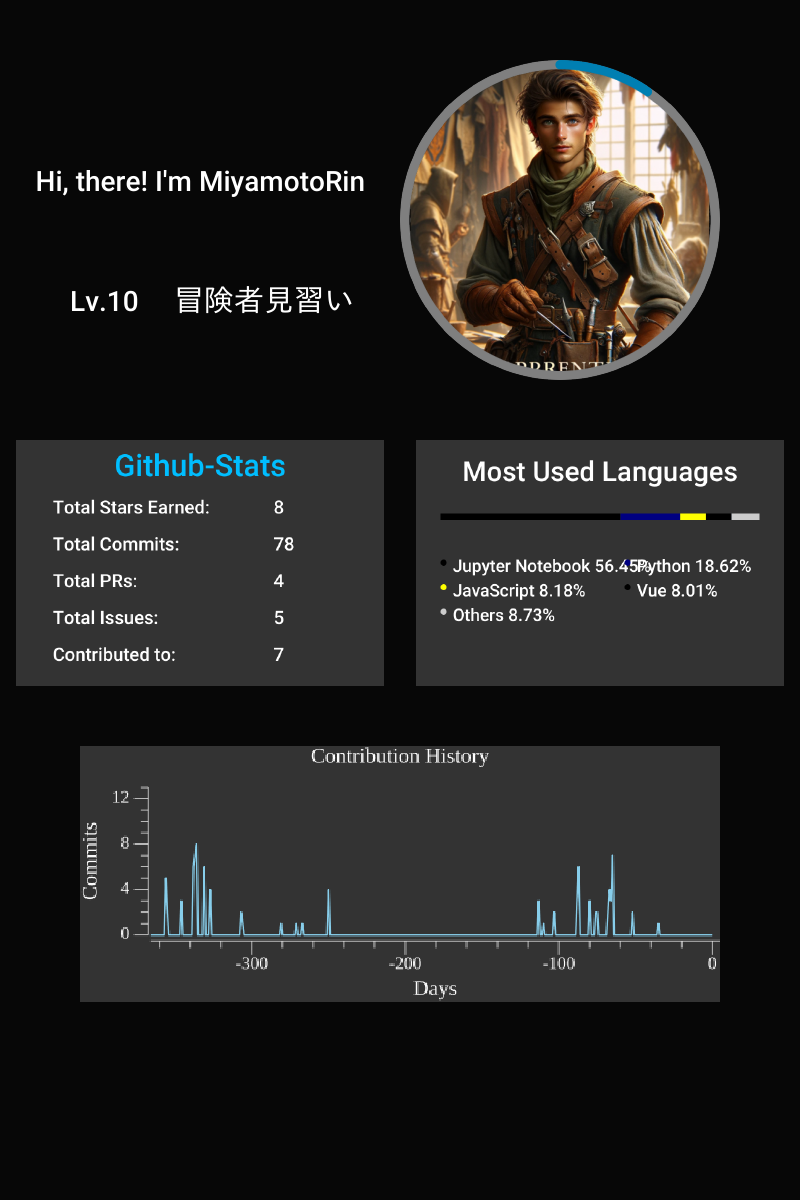 Hi, there! I'm MiyamotoRin
Lv.10 冒険者見習い
Github-Stats
Total Stars Earned: 8
Total Commits: 78
Total PRs: 4
Total Issues: 5
Contributed to: 7
Most Used Languages
Jupyter Notebook 56.45% Python 18.62%
JavaScript 8.18% Vue 8.01%
Others 8.73%
Contribution History
Commits
12
8
4
0
-300 -200 -100 0
Days